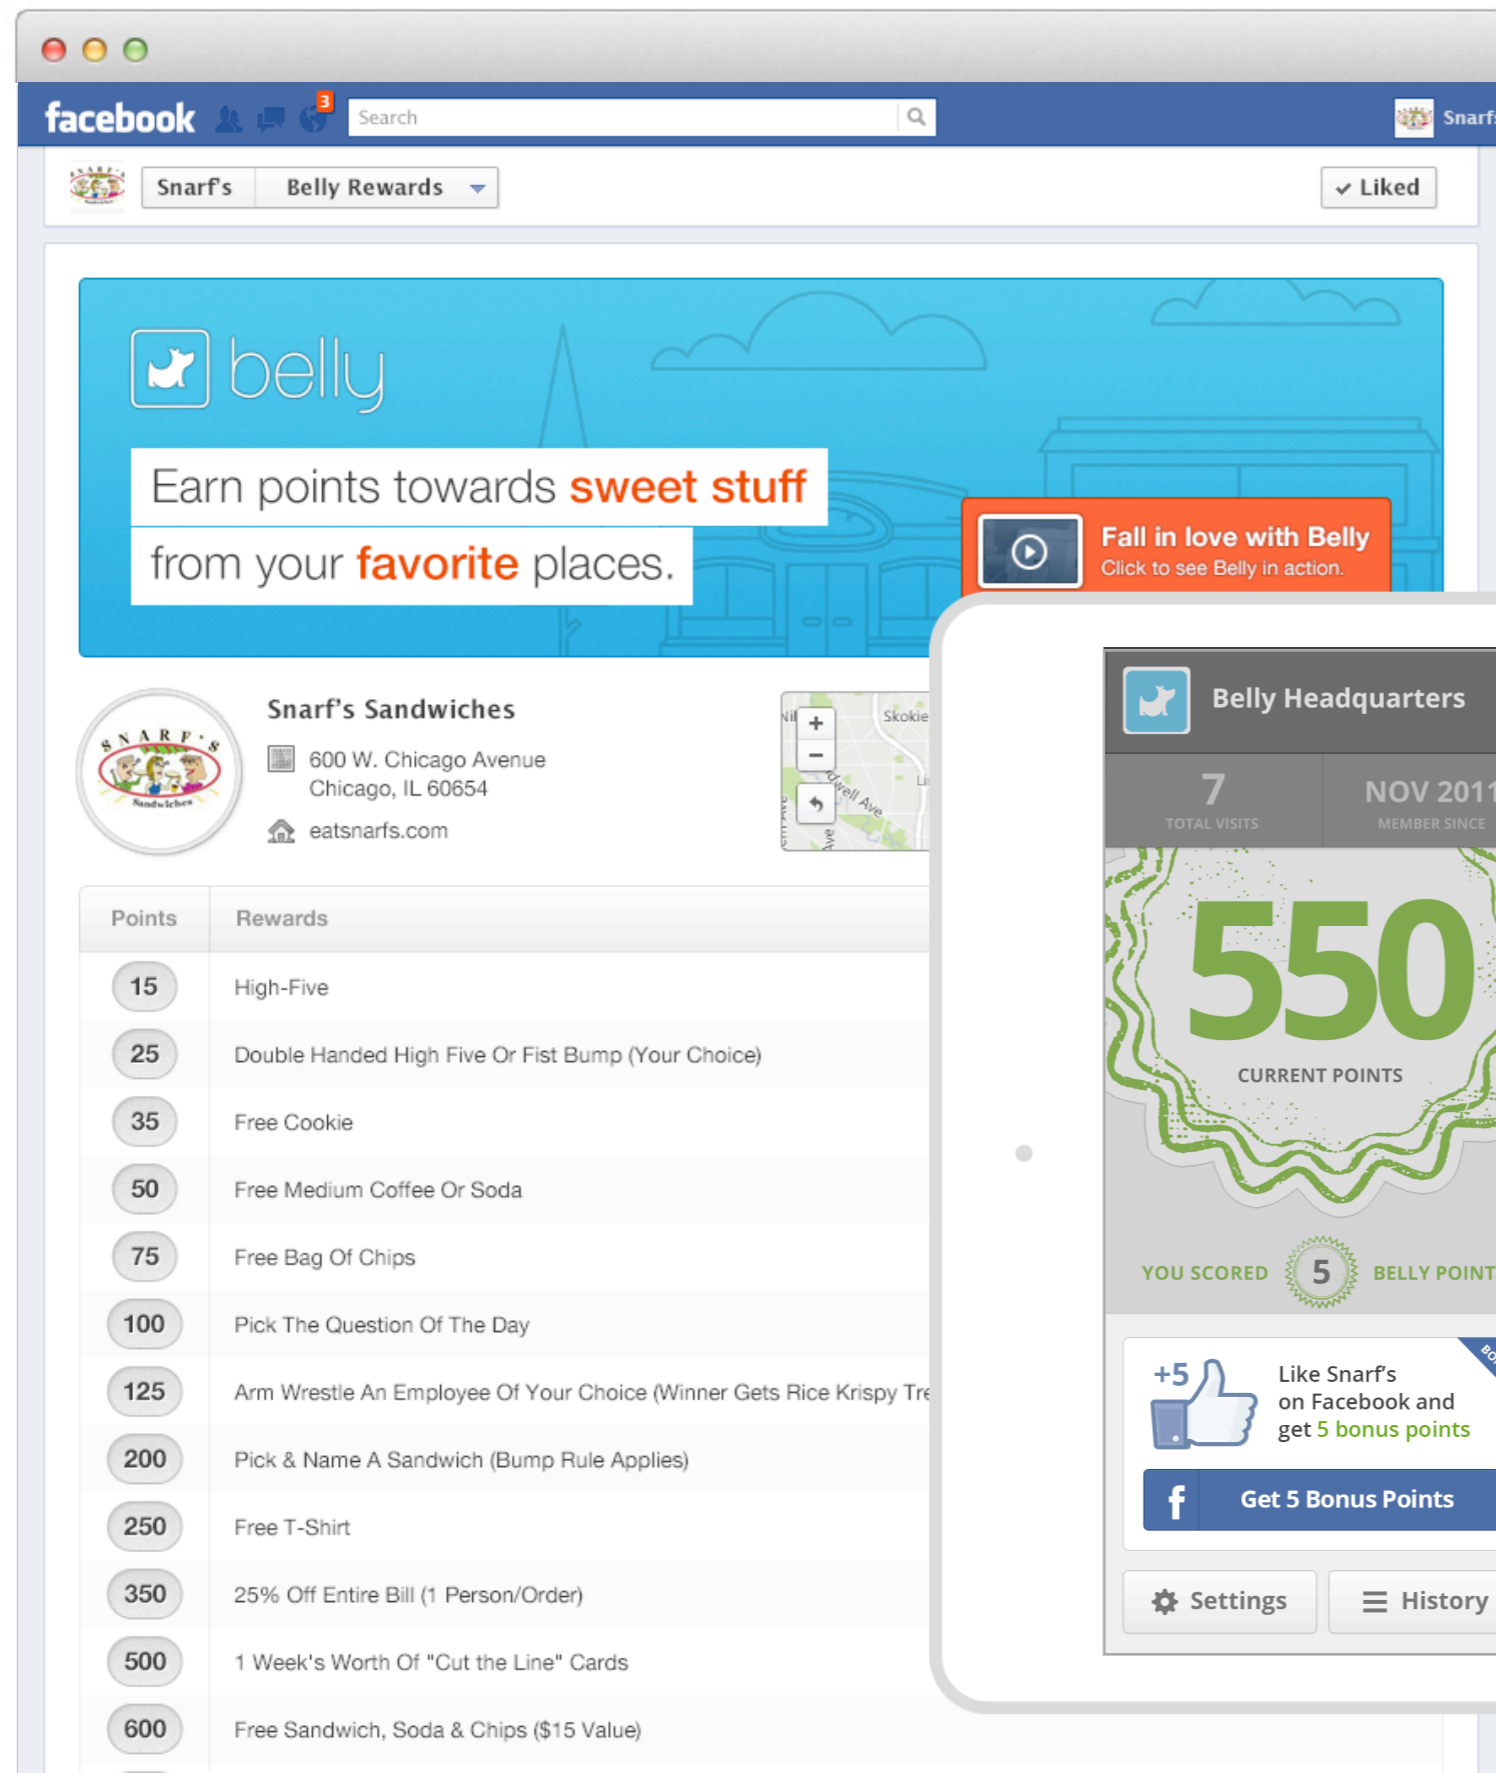 facebook
3
Search
Snarf's
Snarf's
Belly Rewards
Liked
belly
Earn points towards sweet stuff
from your favorite places.
Fall in love with Belly
Click to see Belly in action.
SNARF'S
Sandwiches
Snarf's Sandwiches
600 W. Chicago Avenue
Chicago, IL 60654
eatsnarfs.com
Skokie
Ave
Ave
Points
Rewards
15
High-Five
25
Double Handed High Five Or Fist Bump (Your Choice)
35
Free Cookie
50
Free Medium Coffee Or Soda
75
Free Bag Of Chips
100
Pick The Question Of The Day
125
Arm Wrestle An Employee Of Your Choice (Winner Gets Rice Krispy Tre
200
Pick & Name A Sandwich (Bump Rule Applies)
250
Free T-Shirt
350
25% Off Entire Bill (1 Person/Order)
500
1 Week's Worth Of "Cut the Line" Cards
600
Free Sandwich, Soda & Chips ($15 Value)
Belly Headquarters
7
TOTAL VISITS
NOV 2011
MEMBER SINCE
550
CURRENT POINTS
YOU SCORED 5 BELLY POINT
+5
Like Snarf's
on Facebook and
get 5 bonus points
f
Get 5 Bonus Points
Settings
History